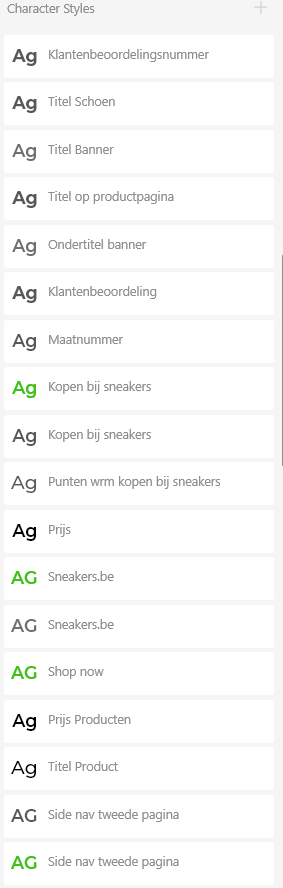 Character Styles
Ag Klantenbeoordelingsnummer
Ag Titel Schoen
Ag Titel Banner
Ag Titel op productpagina
Ag Ondertitel banner
Ag Klantenbeoordeling
Ag Maatnummer
Ag Kopen bij sneakers
Ag Kopen bij sneakers
Ag Punten wrm kopen bij sneakers
Ag Prijs
AG Sneakers.be
AG Sneakers.be
AG Shop now
Ag Prijs Producten
Ag Titel Product
AG Side nav tweede pagina
AG Side nav tweede pagina